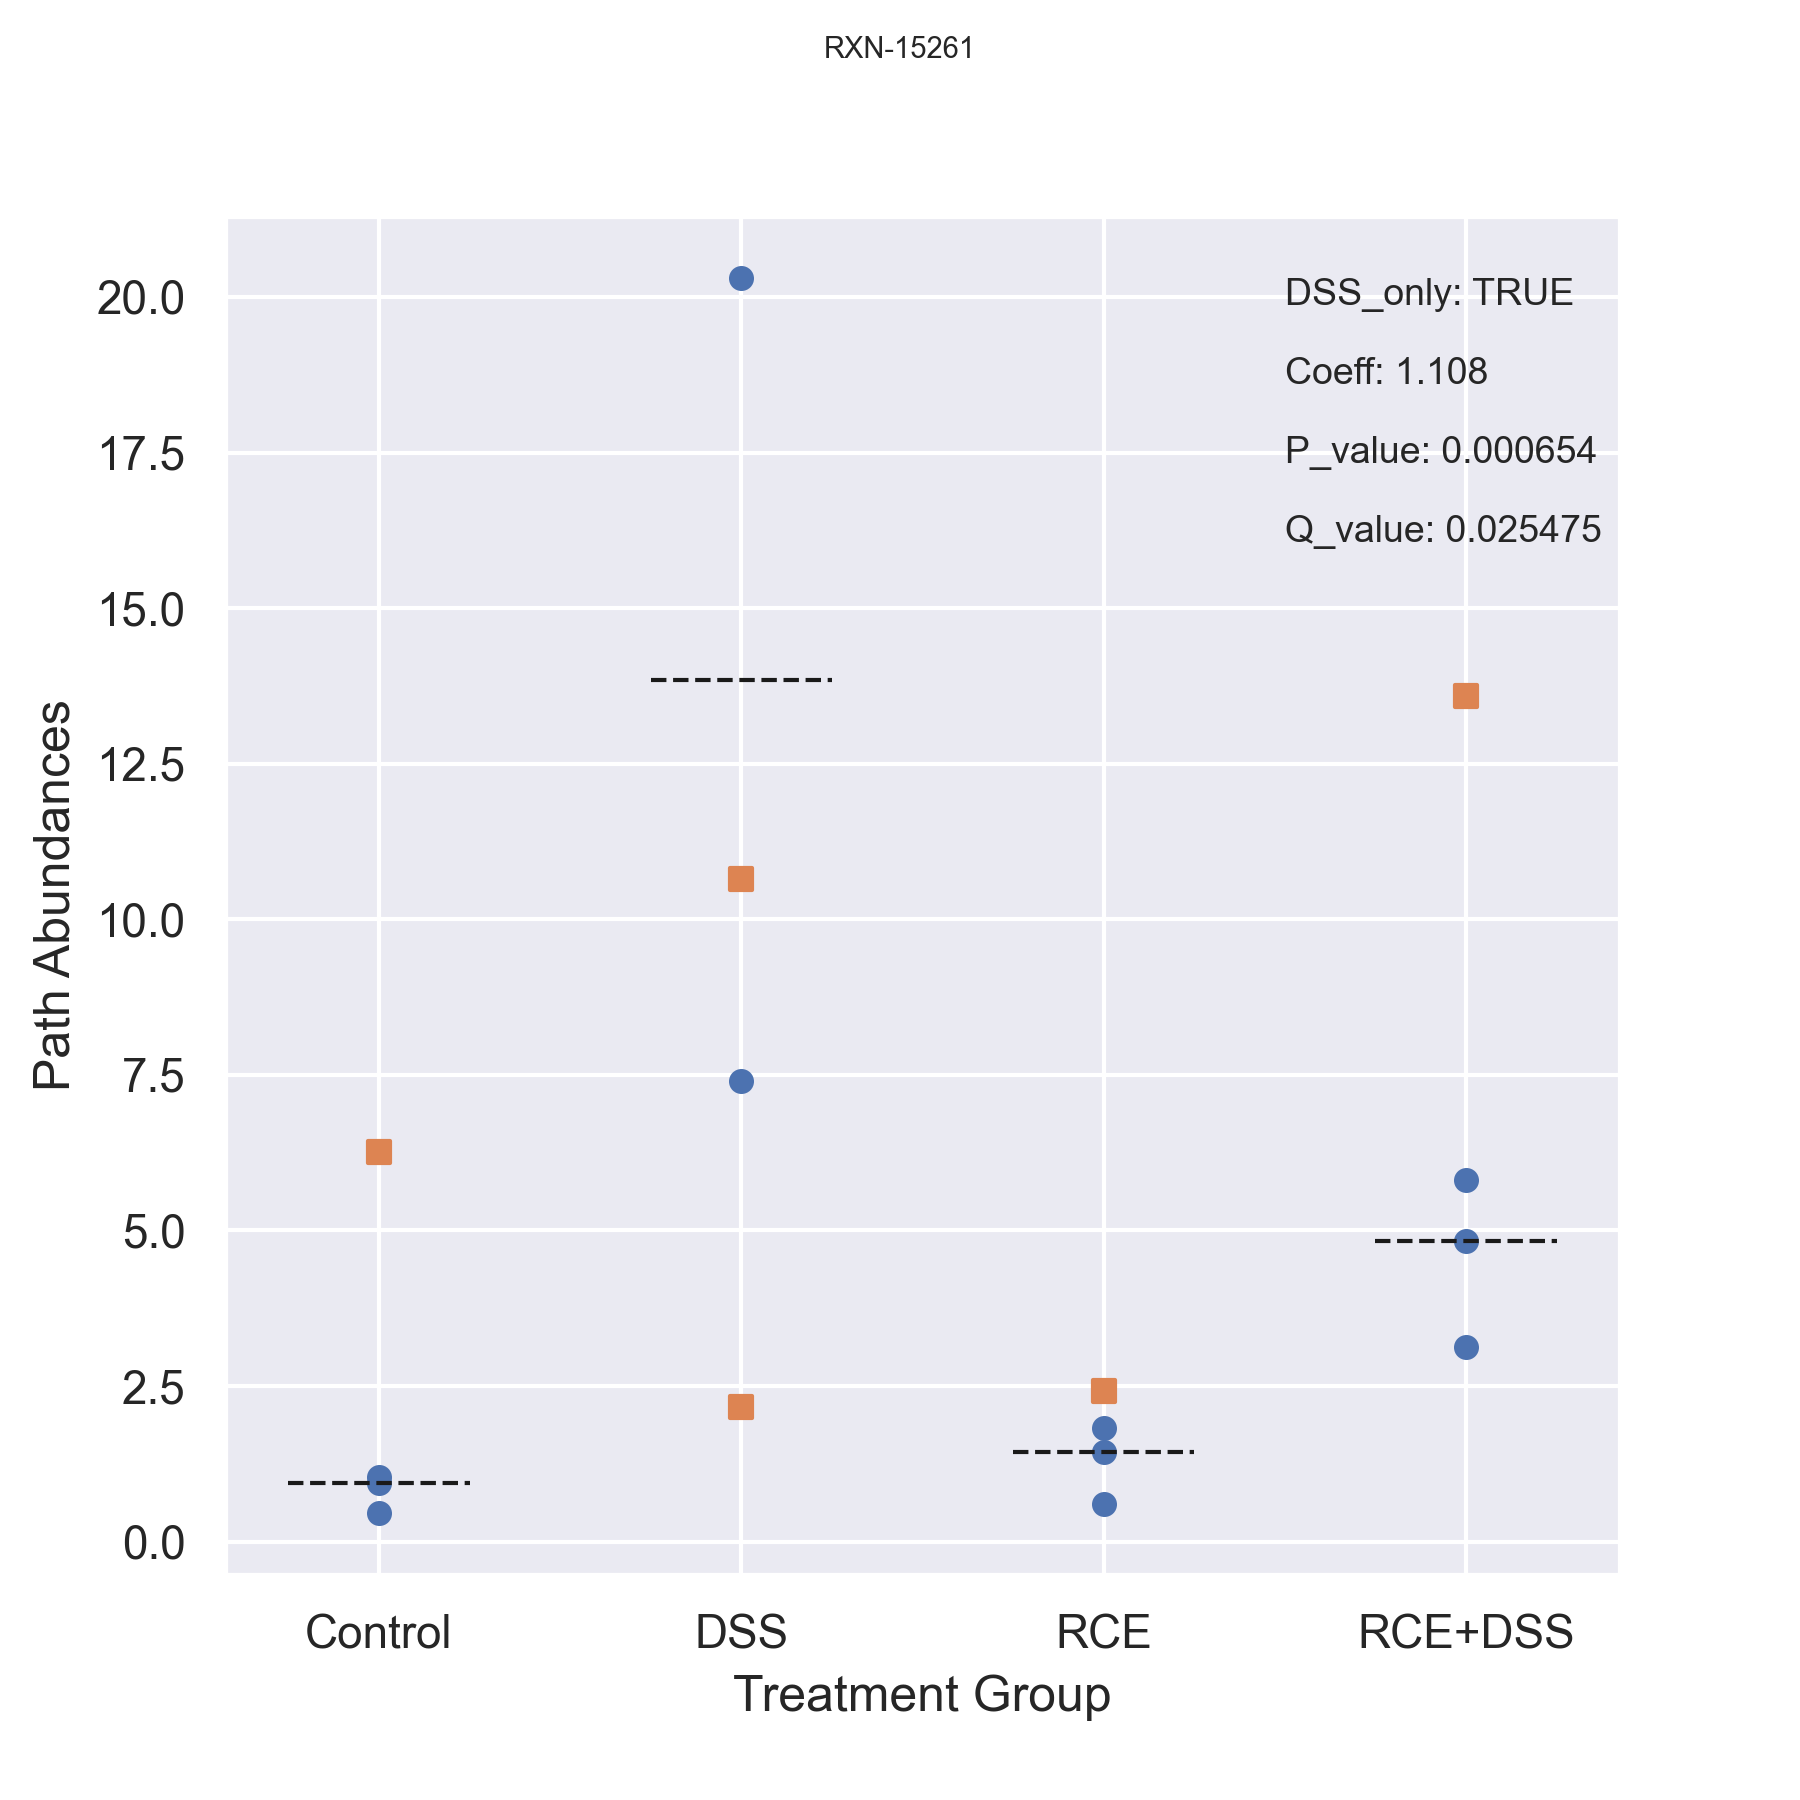 RXN-15261
DSS_only: TRUE
Coeff: 1.108
P_value: 0.000654
Q_value: 0.025475
Path Abundances
20.0
17.5
15.0
12.5
10.0
7.5
5.0
2.5
0.0
Control DSS RCE RCE+DSS
Treatment Group